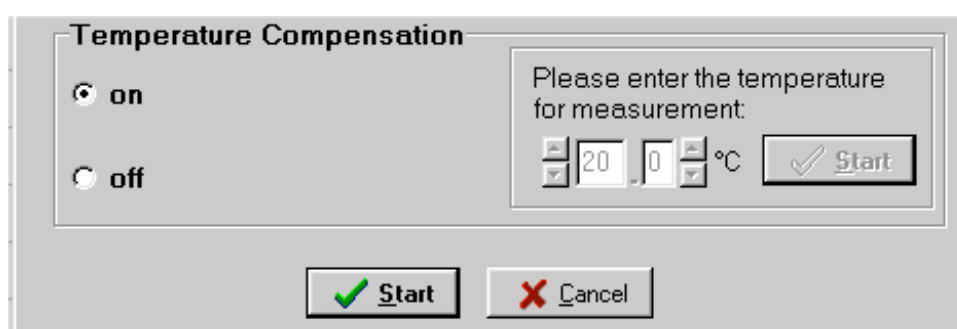 Temperature Compensation
on
off
Please enter the temperature
for measurement:
20 . 0 °C Start
Start Cancel